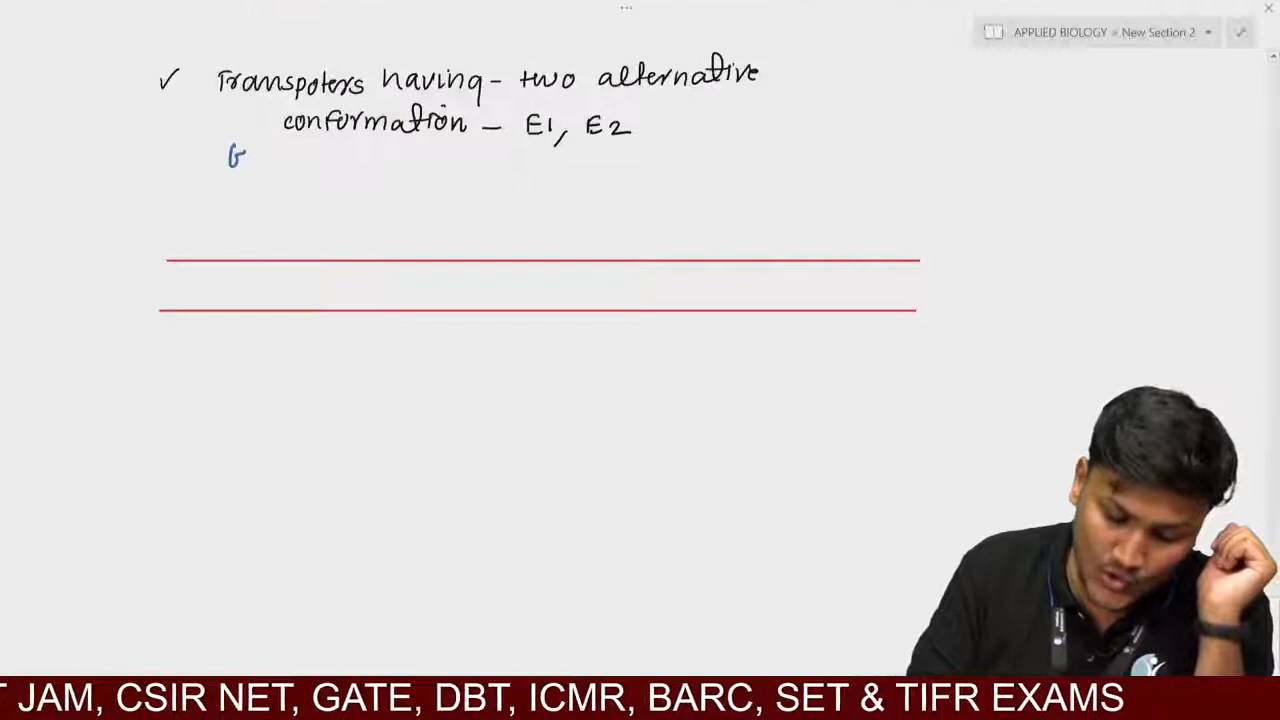 APPLIED BIOLOGY » New Section 2
✓ Transpoters having - two alternative
conformation - E1, E2
G
T JAM, CSIR NET, GATE, DBT, ICMR, BARC, SET & TIFR EXAMS